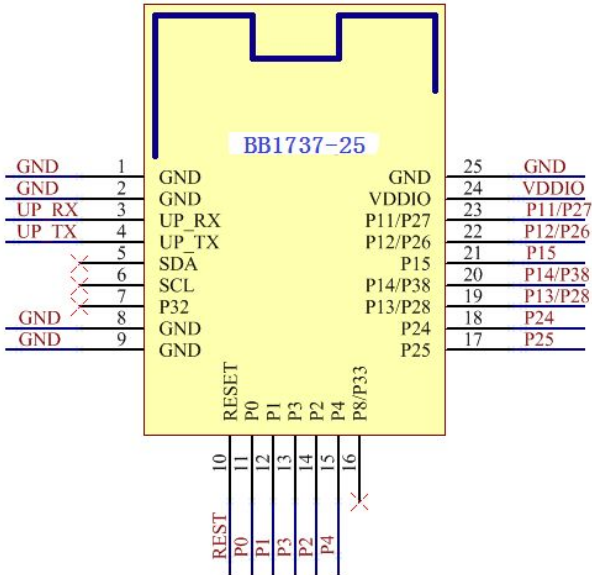 BB1737-25
GND 1 GND
GND 2 GND
UP_RX 3 UP_RX
UP_TX 4 UP_TX
5 SDA
6 SCL
7 P32
GND 8 GND
GND 9 GND
GND 25 GND
VDDIO 24 VDDIO
P11/P27 23 P11/P27
P12/P26 22 P12/P26
P15 21 P15
P14/P38 20 P14/P38
P13/P28 19 P13/P28
P24 18 P24
P25 17 P25
RESET 10 REST
P0 11 P0
P1 12 P1
P3 13 P3
P2 14 P2
P4 15 P4
P8/P33 16